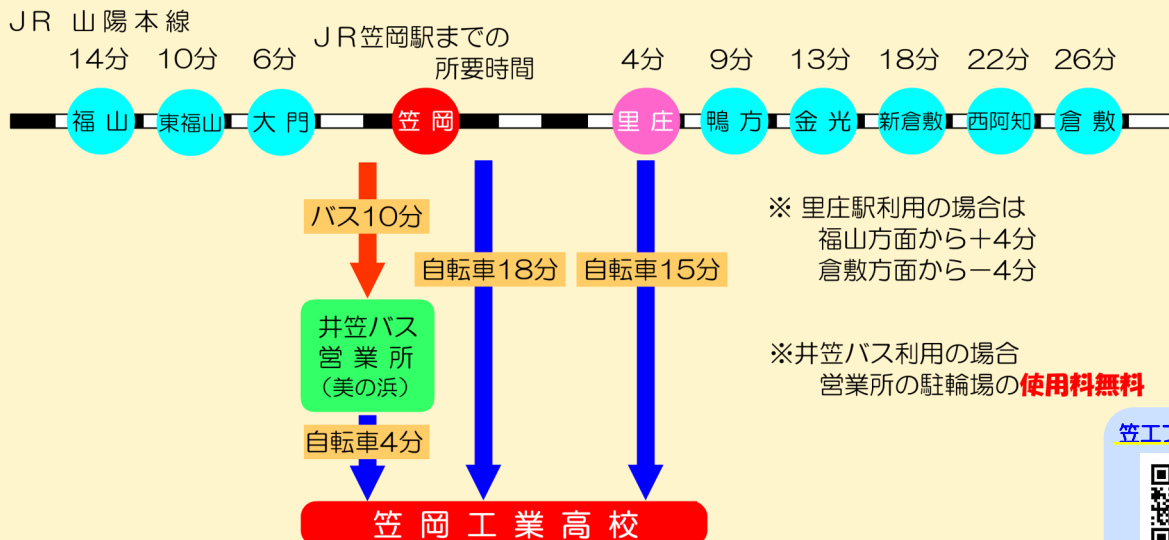 JR 山陽本線
JR笠岡駅までの
所要時間
14分 10分 6分 4分 9分 13分 18分 22分 26分
福山 東福山 大門 笠岡 里庄 鴨方 金光 新倉敷 西阿知 倉敷
バス10分
自転車18分 自転車15分
※ 里庄駅利用の場合は
福山方面から＋4分
倉敷方面から－4分
井笠バス
営業所
（美の浜）
※井笠バス利用の場合
営業所の駐輪場の使用料無料
自転車4分
笠岡工業高校
笠工